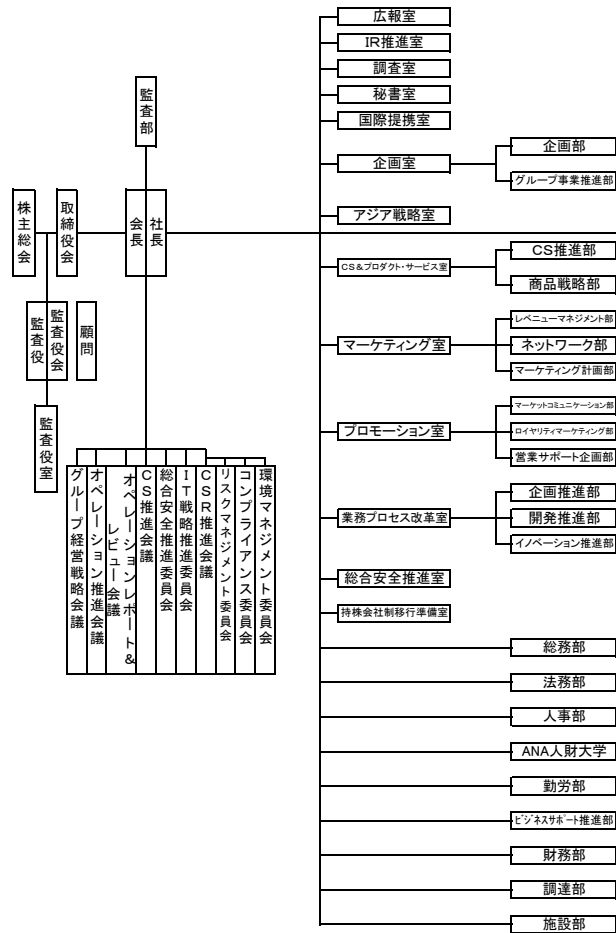 広報室
IR推進室
調査室
秘書室
国際提携室
企画室
企画部
グループ事業推進部
アジア戦略室
CS&プロダクト・サービス室
CS推進部
商品戦略部
マーケティング室
レベニューマネジメント部
ネットワーク部
マーケティング計画部
プロモーション室
マーケットコミュニケーション部
ロイヤリティマーケティング部
営業サポート企画部
業務プロセス改革室
企画推進部
開発推進部
イノベーション推進部
総合安全推進室
持株会社制移行準備室
総務部
法務部
人事部
ANA人財大学
勤労部
ビジネスサポート推進部
財務部
調達部
施設部
監査部
株主総会
取締役会
会長
社長
監査役
監査役会
顧問
監査役室
グループ経営戦略会議
オペレーション推進会議
オペレーションレポート&
レビュー会議
CS推進会議
総合安全推進委員会
IT戦略推進委員会
CSR推進会議
リスクマネジメント委員会
コンプライアンス委員会
環境マネジメント委員会